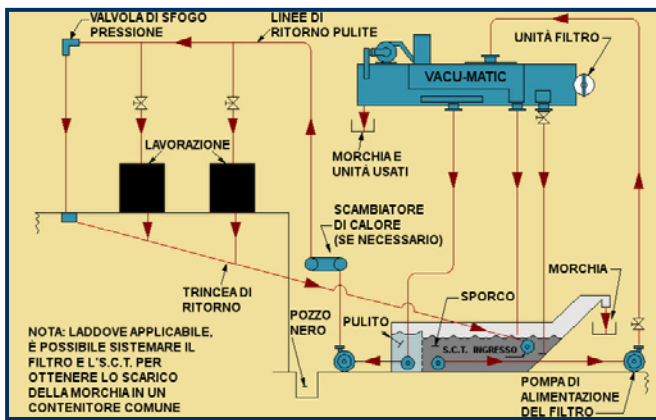 VALVOLA DI SFOGO
PRESSIONE
LINEE DI
RITORNO PULITE
UNITÀ FILTRO
VACU-MATIC
LAVORAZIONE
MORCHIA E
UNITÀ USATI
SCAMBIATORE
DI CALORE
(SE NECESSARIO)
TRINCEA DI
RITORNO
POZZO
NERO
PULITO
SPORCO
MORCHIA
S.C.T. INGRESSO
NOTA: LADDOVE APPLICABILE,
È POSSIBILE SISTEMARE IL
FILTRO E L'S.C.T. PER
OTTENERE LO SCARICO
DELLA MORCHIA IN UN
CONTENITORE COMUNE
POMPA DI
ALIMENTAZIONE
DEL FILTRO